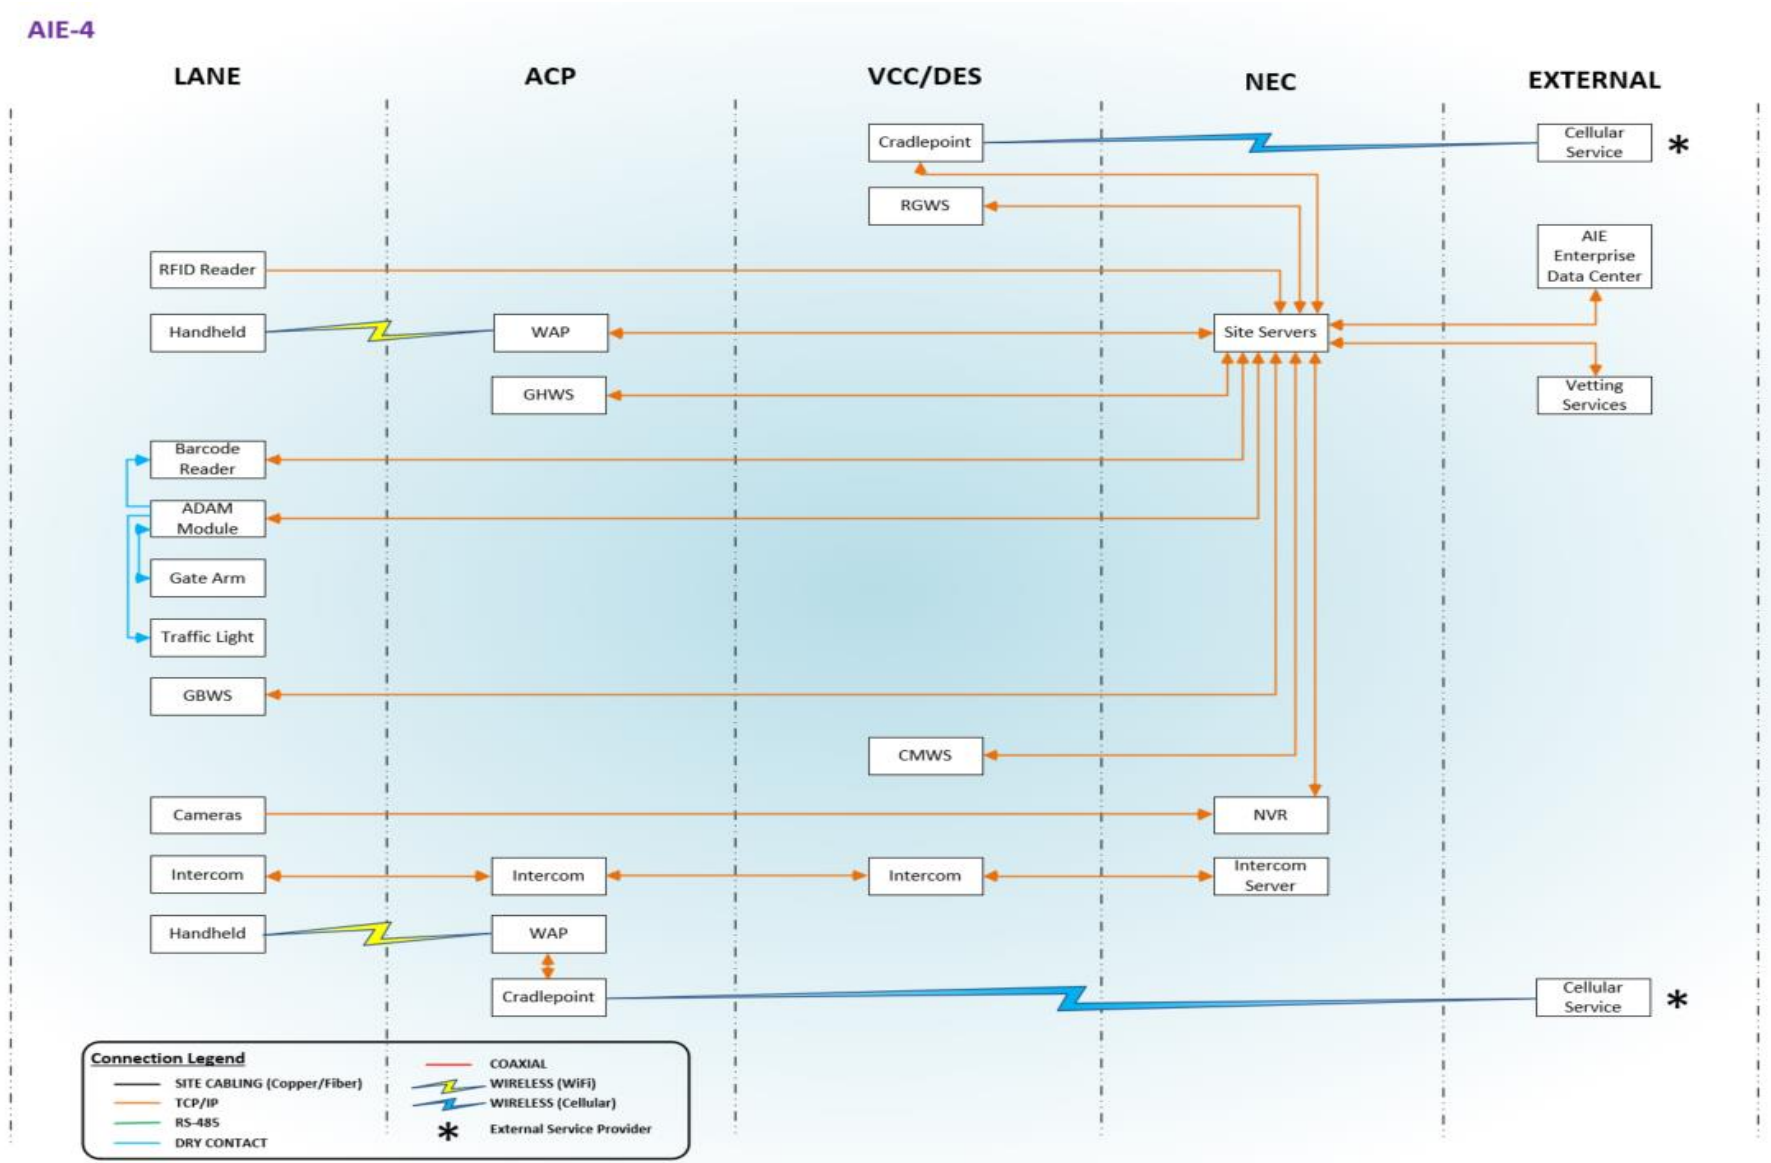 AIE-4
LANE
ACP
VCC/DES
NEC
EXTERNAL
Cradlepoint
Cellular
Service
*
RGWS
AIE
Enterprise
Data Center
RFID Reader
Handheld
WAP
Site Servers
GHWS
Vetting
Services
Barcode
Reader
ADAM
Module
Gate Arm
Traffic Light
GBWS
CMWS
Cameras
NVR
Intercom
Intercom
Intercom
Intercom
Server
Handheld
WAP
Cradlepoint
Cellular
Service
*
Connection Legend
SITE CABLING (Copper/Fiber)
TCP/IP
RS-485
DRY CONTACT
COAXIAL
WIRELESS (WiFi)
WIRELESS (Cellular)
* External Service Provider